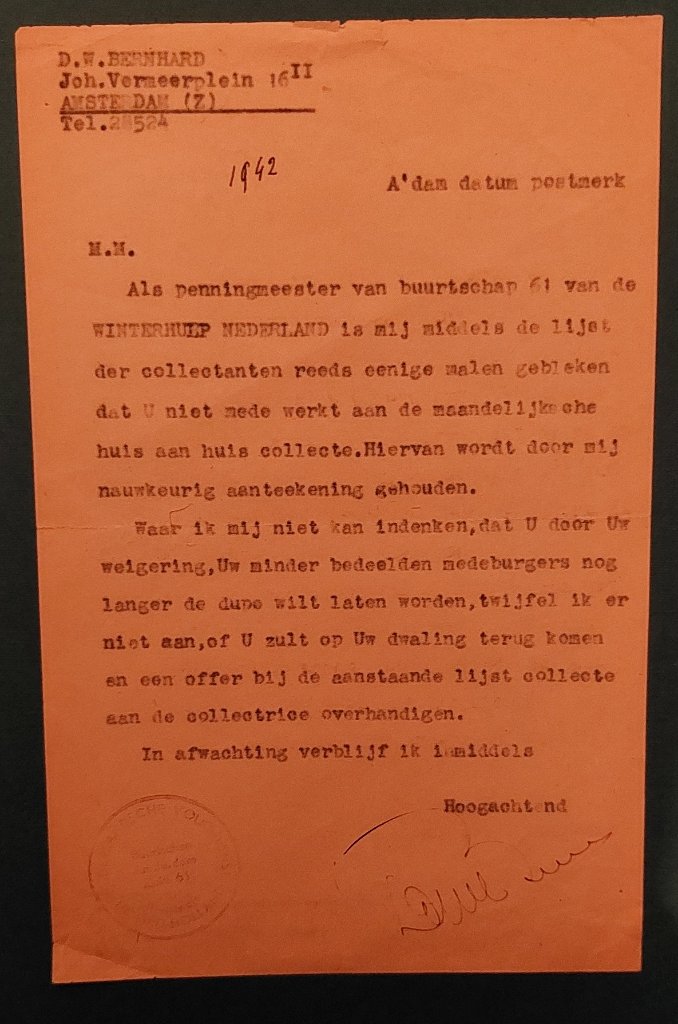 D.W.BERNHARD
Joh.Vermeerplein 16II
AMSTERDAM (Z)
Tel.
1942
A'dam datum postmerk
M.M.
Als penningmeester van buurtschap 61 van de
WINTERHULP NEDERLAND is mij middels de lijst
der collectanten reeds eenige malen gebleken
dat U niet mede werkt aan de maandelijksche
huis aan huis collecte.Hiervan wordt door mij
nauwkeurig aanteekening gehouden.
Waar ik mij niet kan indenken,dat U door Uw
weigering,Uw minder bedeelden medeburgers nog
langer de dupe wilt laten worden,twijfel ik er
niet aan,of U zult op Uw dwaling terug komen
en een offer bij de aanstaande lijst collecte
aan de collectrice overhandigen.
In afwachting verblijf ik inmiddels
Hoogachtend